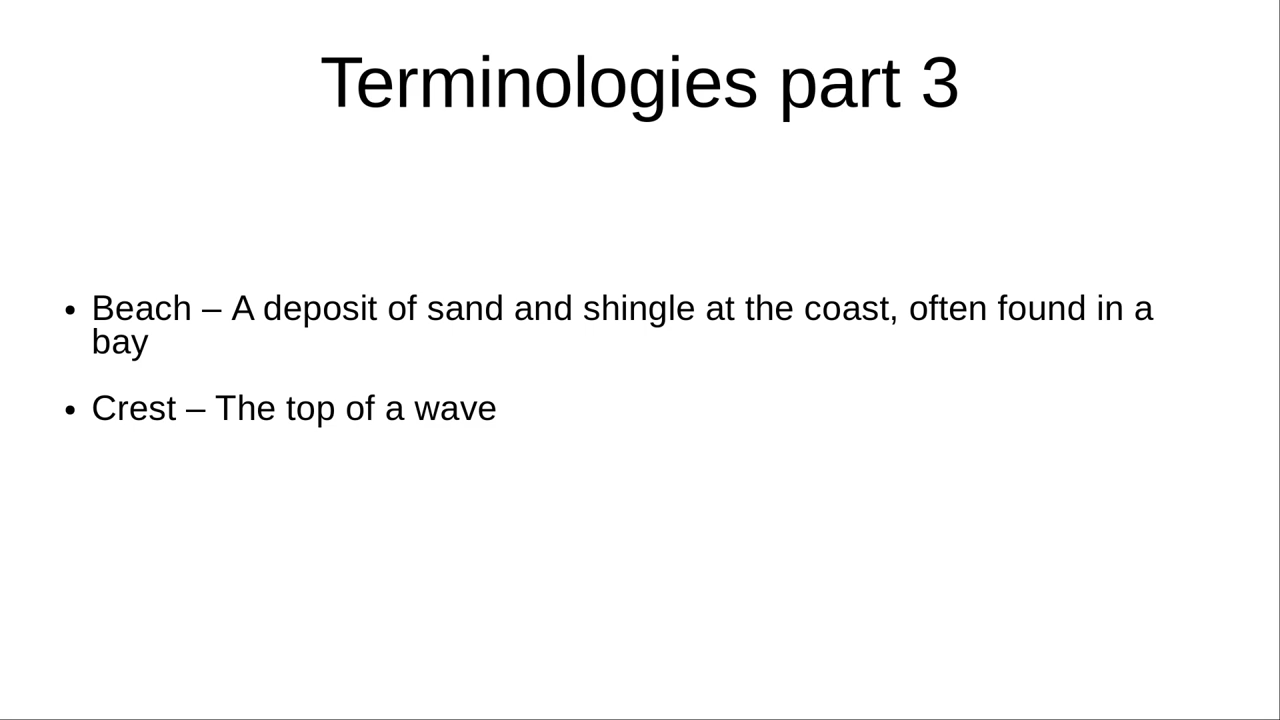 Terminologies part 3
• Beach – A deposit of sand and shingle at the coast, often found in a
bay
• Crest – The top of a wave